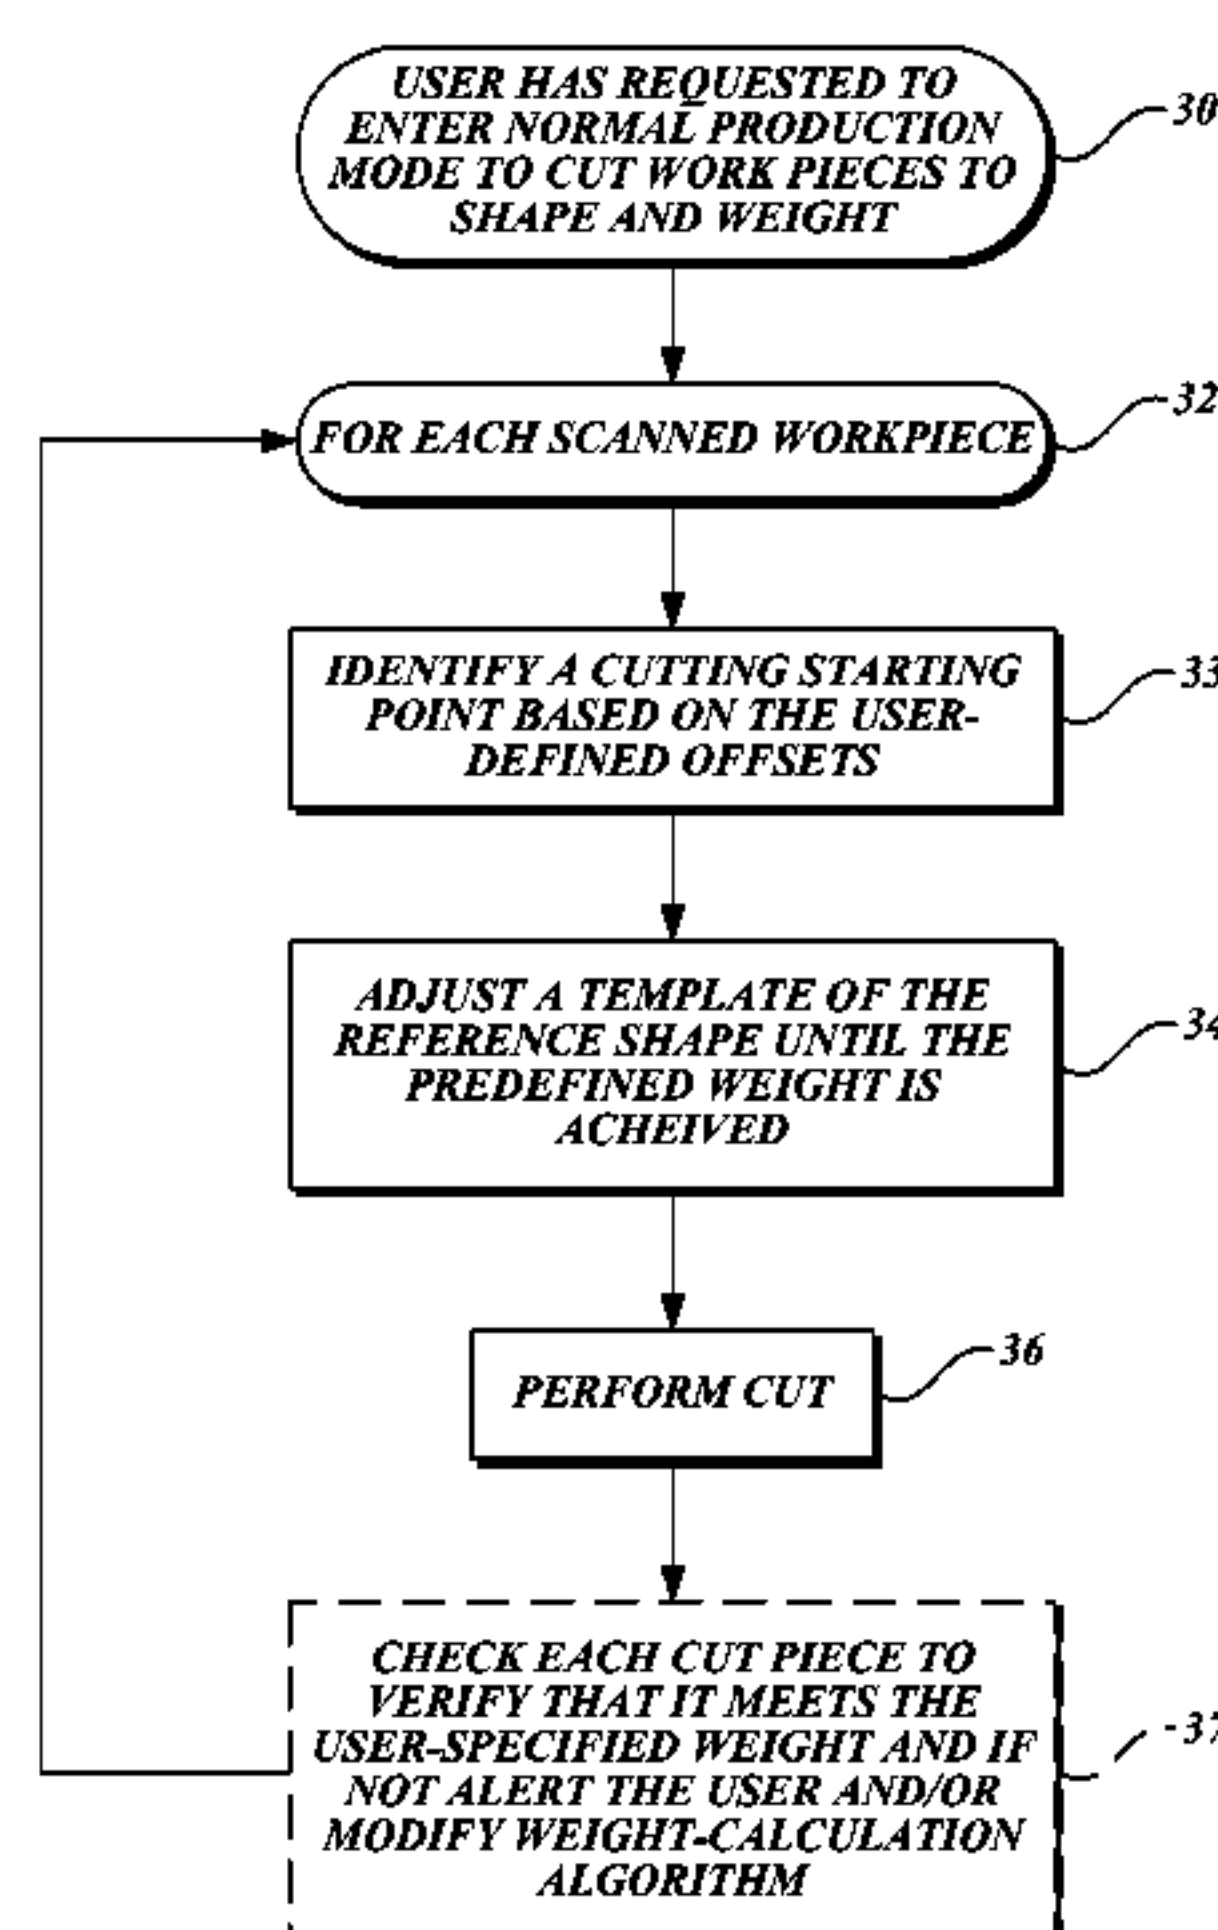 USER HAS REQUESTED TO
ENTER NORMAL PRODUCTION
MODE TO CUT WORK PIECES TO
SHAPE AND WEIGHT
30
FOR EACH SCANNED WORKPIECE
32
IDENTIFY A CUTTING STARTING
POINT BASED ON THE USER-
DEFINED OFFSETS
33
ADJUST A TEMPLATE OF THE
REFERENCE SHAPE UNTIL THE
PREDEFINED WEIGHT IS
ACHEIVED
34
PERFORM CUT
36
CHECK EACH CUT PIECE TO
VERIFY THAT IT MEETS THE
USER-SPECIFIED WEIGHT AND IF
NOT ALERT THE USER AND/OR
MODIFY WEIGHT-CALCULATION
ALGORITHM
37